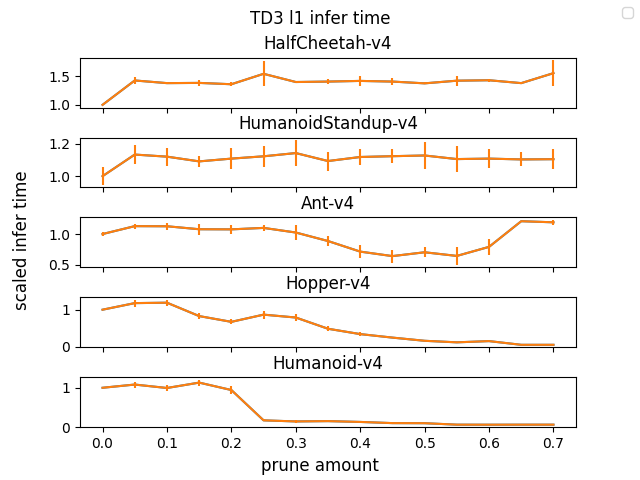 TD3 l1 infer time
HalfCheetah-v4
1.5
1.0
HumanoidStandup-v4
1.2
1.0
Ant-v4
1.0
0.5
scaled infer time
Hopper-v4
1
0
Humanoid-v4
1
0
0.0 0.1 0.2 0.3 0.4 0.5 0.6 0.7
prune amount